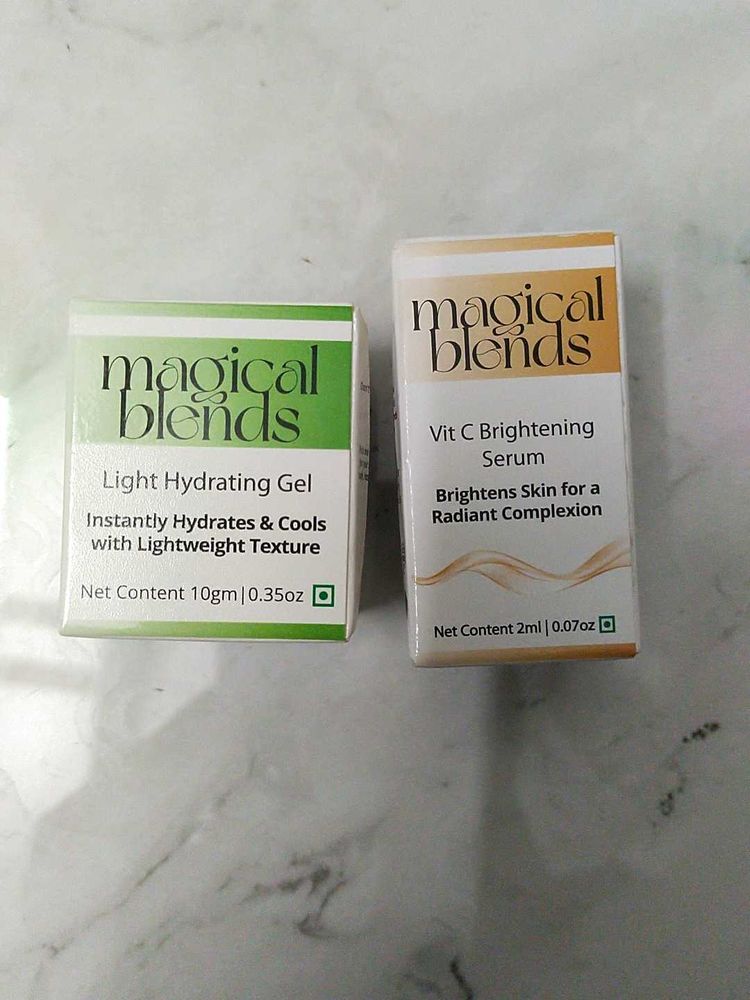 magical
blends
Light Hydrating Gel
Instantly Hydrates & Cools
with Lightweight Texture
Net Content 10gm|0.35oz
magical
blends
Vit C Brightening
Serum
Brightens Skin for a
Radiant Complexion
Net Content 2ml | 0.07oz